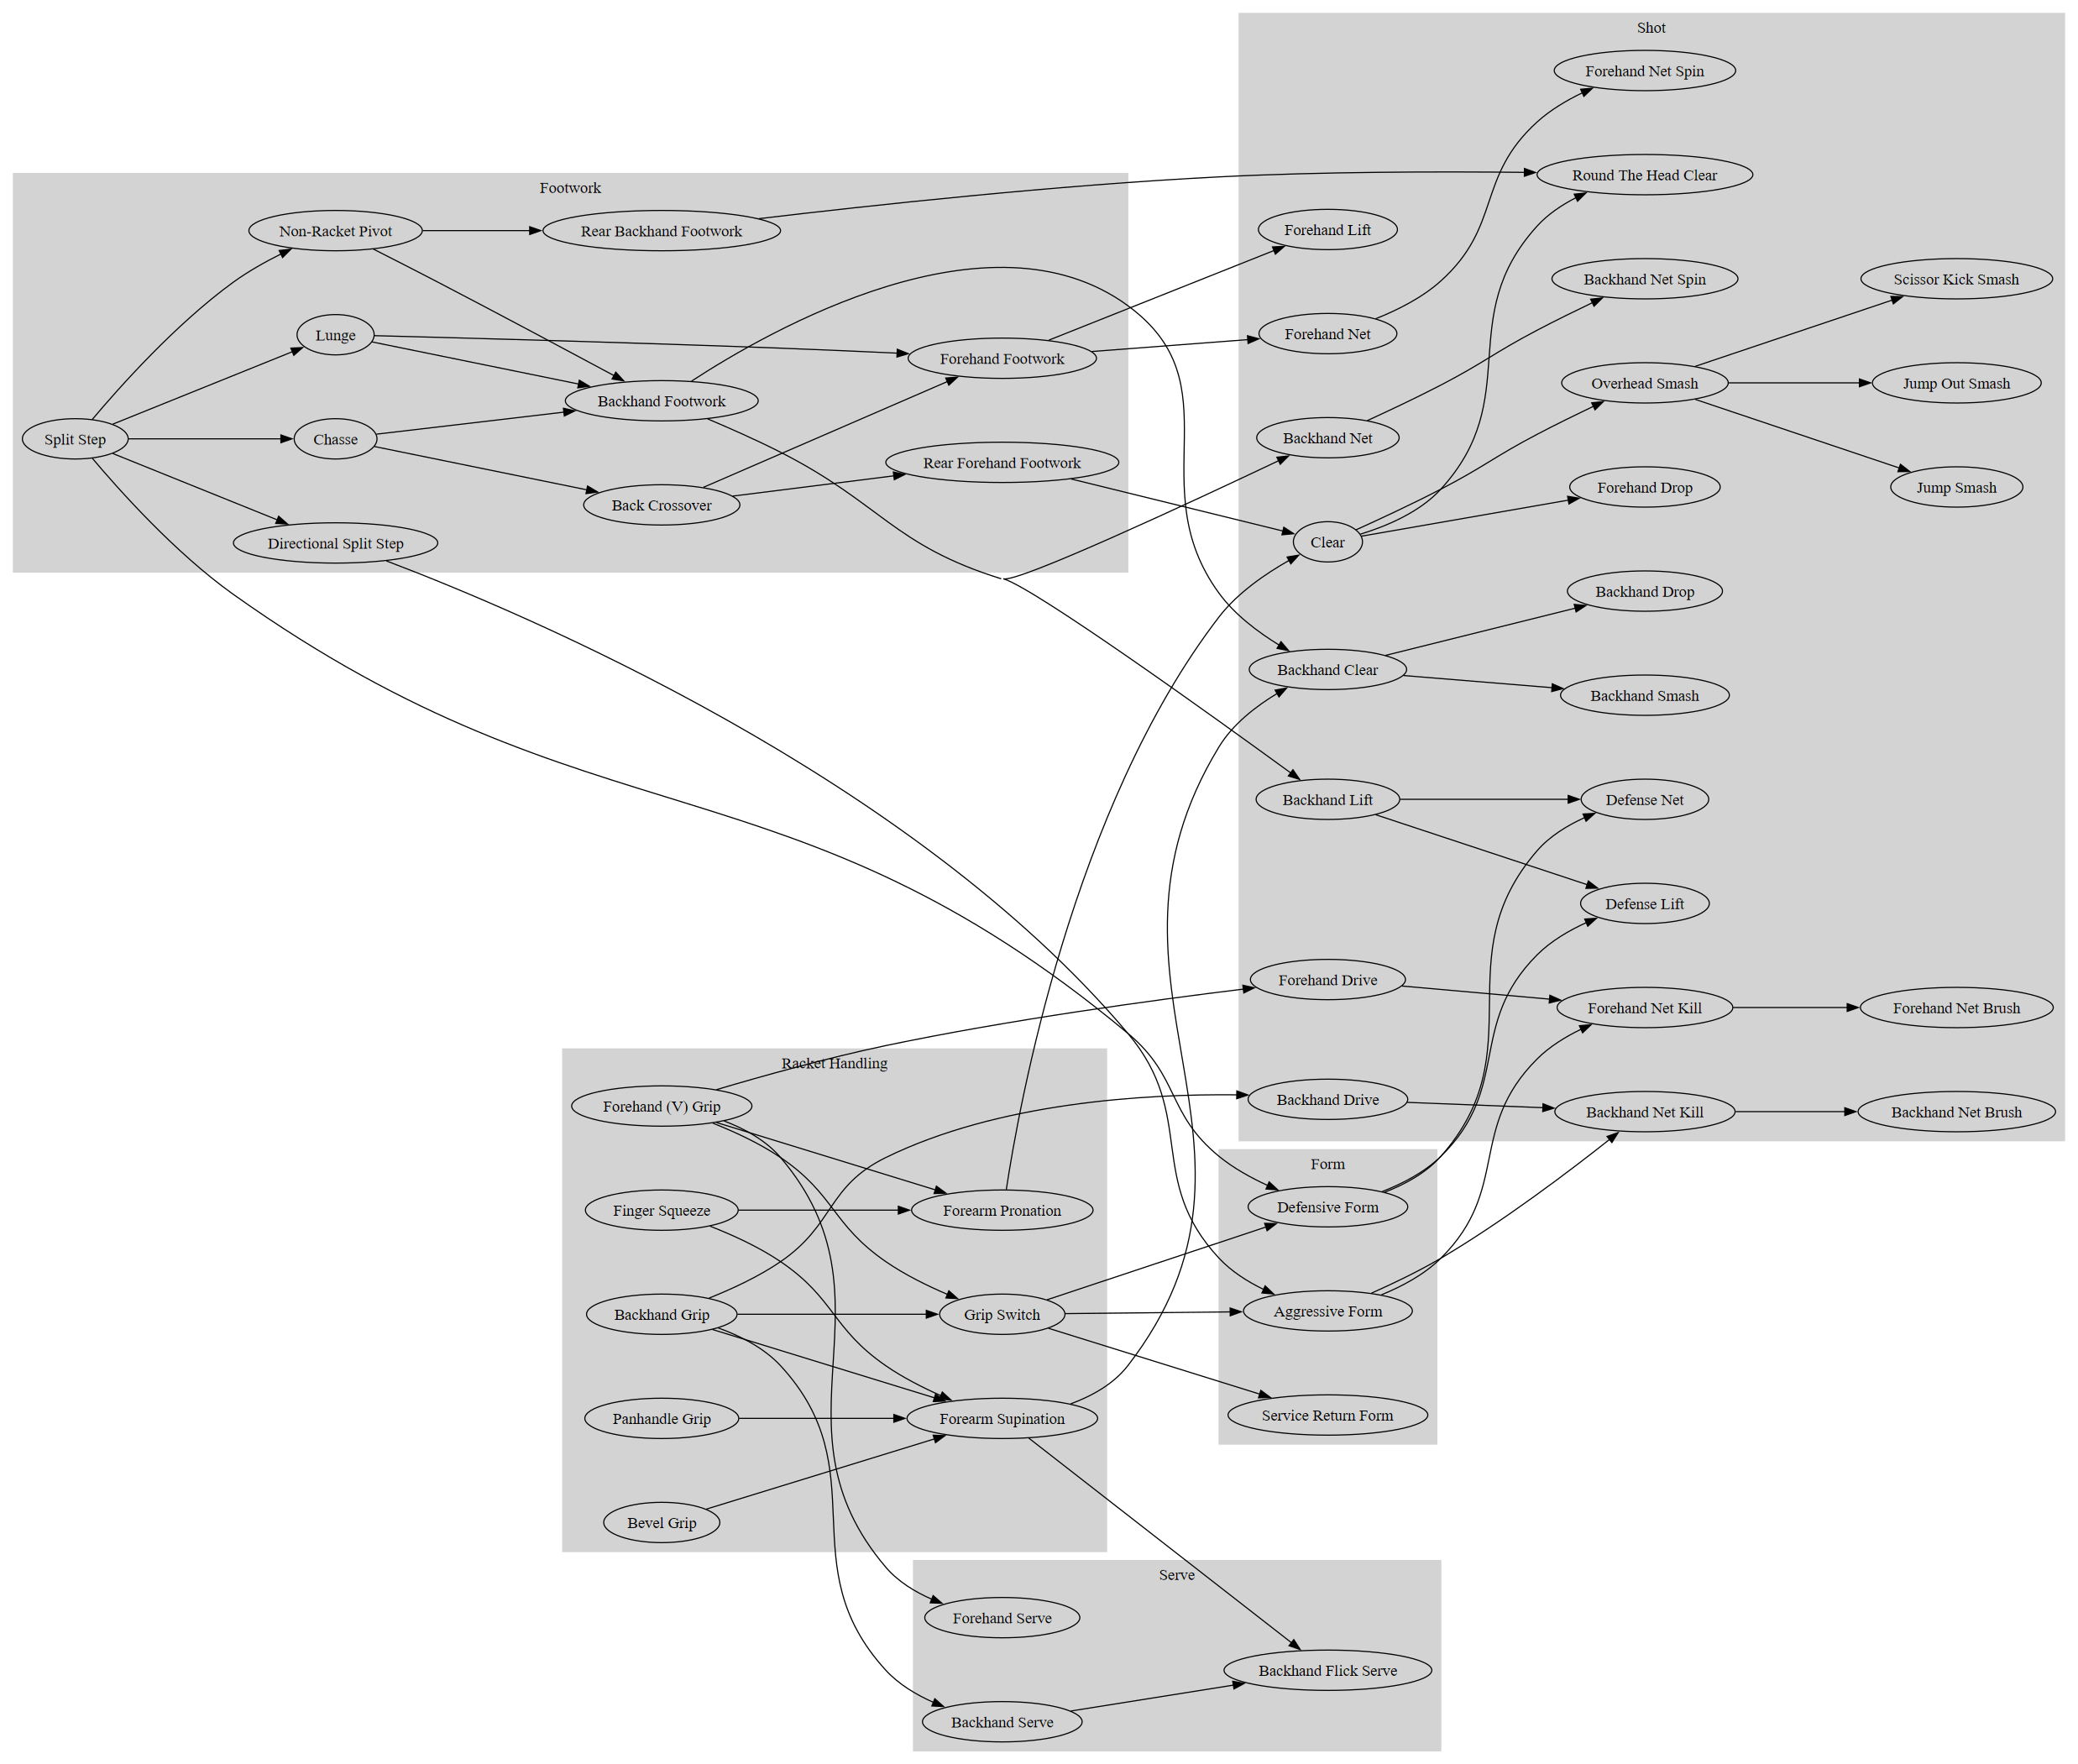 Shot
Forehand Net Spin
Round The Head Clear
Footwork
Non-Racket Pivot
Rear Backhand Footwork
Forehand Lift
Backhand Net Spin
Scissor Kick Smash
Lunge
Forehand Footwork
Forehand Net
Overhead Smash
Jump Out Smash
Backhand Footwork
Split Step
Chasse
Backhand Net
Rear Forehand Footwork
Forehand Drop
Jump Smash
Back Crossover
Directional Split Step
Clear
Backhand Drop
Backhand Clear
Backhand Smash
Backhand Lift
Defense Net
Defense Lift
Forehand Drive
Forehand Net Kill
Forehand Net Brush
Racket Handling
Forehand (V) Grip
Backhand Drive
Backhand Net Kill
Backhand Net Brush
Form
Finger Squeeze
Forearm Pronation
Defensive Form
Backhand Grip
Grip Switch
Aggressive Form
Panhandle Grip
Forearm Supination
Service Return Form
Bevel Grip
Serve
Forehand Serve
Backhand Flick Serve
Backhand Serve